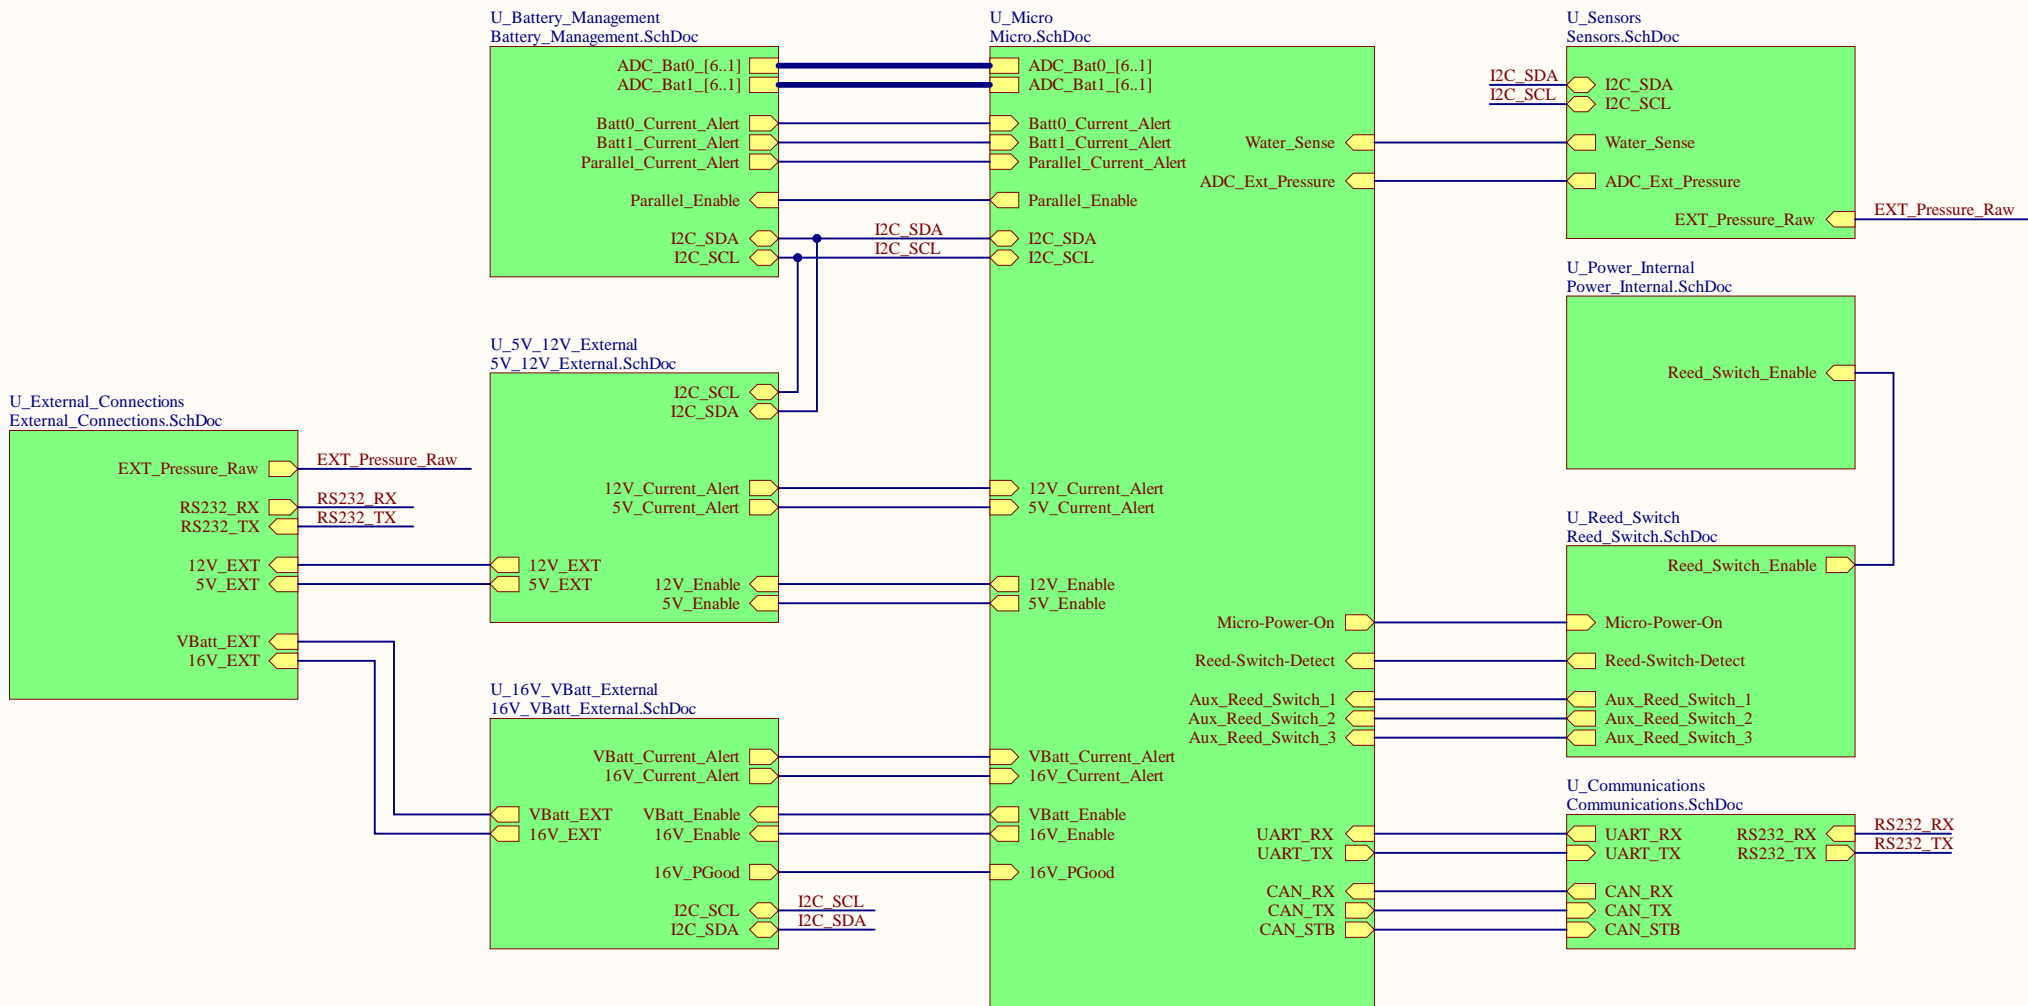 U_Battery_Management
Battery_Management.SchDoc
ADC_Bat0_[6..1]
ADC_Bat1_[6..1]
Batt0_Current_Alert
Batt1_Current_Alert
Parallel_Current_Alert
Parallel_Enable
I2C_SDA
I2C_SCL
I2C_SDA
I2C_SCL
U_Micro
Micro.SchDoc
ADC_Bat0_[6..1]
ADC_Bat1_[6..1]
Batt0_Current_Alert
Batt1_Current_Alert
Parallel_Current_Alert
Parallel_Enable
I2C_SDA
I2C_SCL
12V_Current_Alert
5V_Current_Alert
12V_Enable
5V_Enable
VBatt_Current_Alert
16V_Current_Alert
VBatt_Enable
16V_Enable
16V_PGood
Water_Sense
ADC_Ext_Pressure
Micro-Power-On
Reed-Switch-Detect
Aux_Reed_Switch_1
Aux_Reed_Switch_2
Aux_Reed_Switch_3
UART_RX
UART_TX
CAN_RX
CAN_TX
CAN_STB
U_Sensors
Sensors.SchDoc
I2C_SDA
I2C_SCL
I2C_SDA
I2C_SCL
Water_Sense
ADC_Ext_Pressure
EXT_Pressure_Raw
EXT_Pressure_Raw
U_Power_Internal
Power_Internal.SchDoc
Reed_Switch_Enable
U_5V_12V_External
5V_12V_External.SchDoc
I2C_SCL
I2C_SDA
12V_Current_Alert
5V_Current_Alert
12V_EXT
5V_EXT
12V_Enable
5V_Enable
U_External_Connections
External_Connections.SchDoc
EXT_Pressure_Raw
RS232_RX
RS232_TX
12V_EXT
5V_EXT
VBatt_EXT
16V_EXT
EXT_Pressure_Raw
RS232_RX
RS232_TX
U_Reed_Switch
Reed_Switch.SchDoc
Reed_Switch_Enable
Micro-Power-On
Reed-Switch-Detect
Aux_Reed_Switch_1
Aux_Reed_Switch_2
Aux_Reed_Switch_3
U_16V_VBatt_External
16V_VBatt_External.SchDoc
VBatt_Current_Alert
16V_Current_Alert
VBatt_EXT
16V_EXT
VBatt_Enable
16V_Enable
16V_PGood
I2C_SCL
I2C_SDA
I2C_SCL
I2C_SDA
U_Communications
Communications.SchDoc
UART_RX
UART_TX
CAN_RX
CAN_TX
CAN_STB
RS232_RX
RS232_TX
RS232_RX
RS232_TX